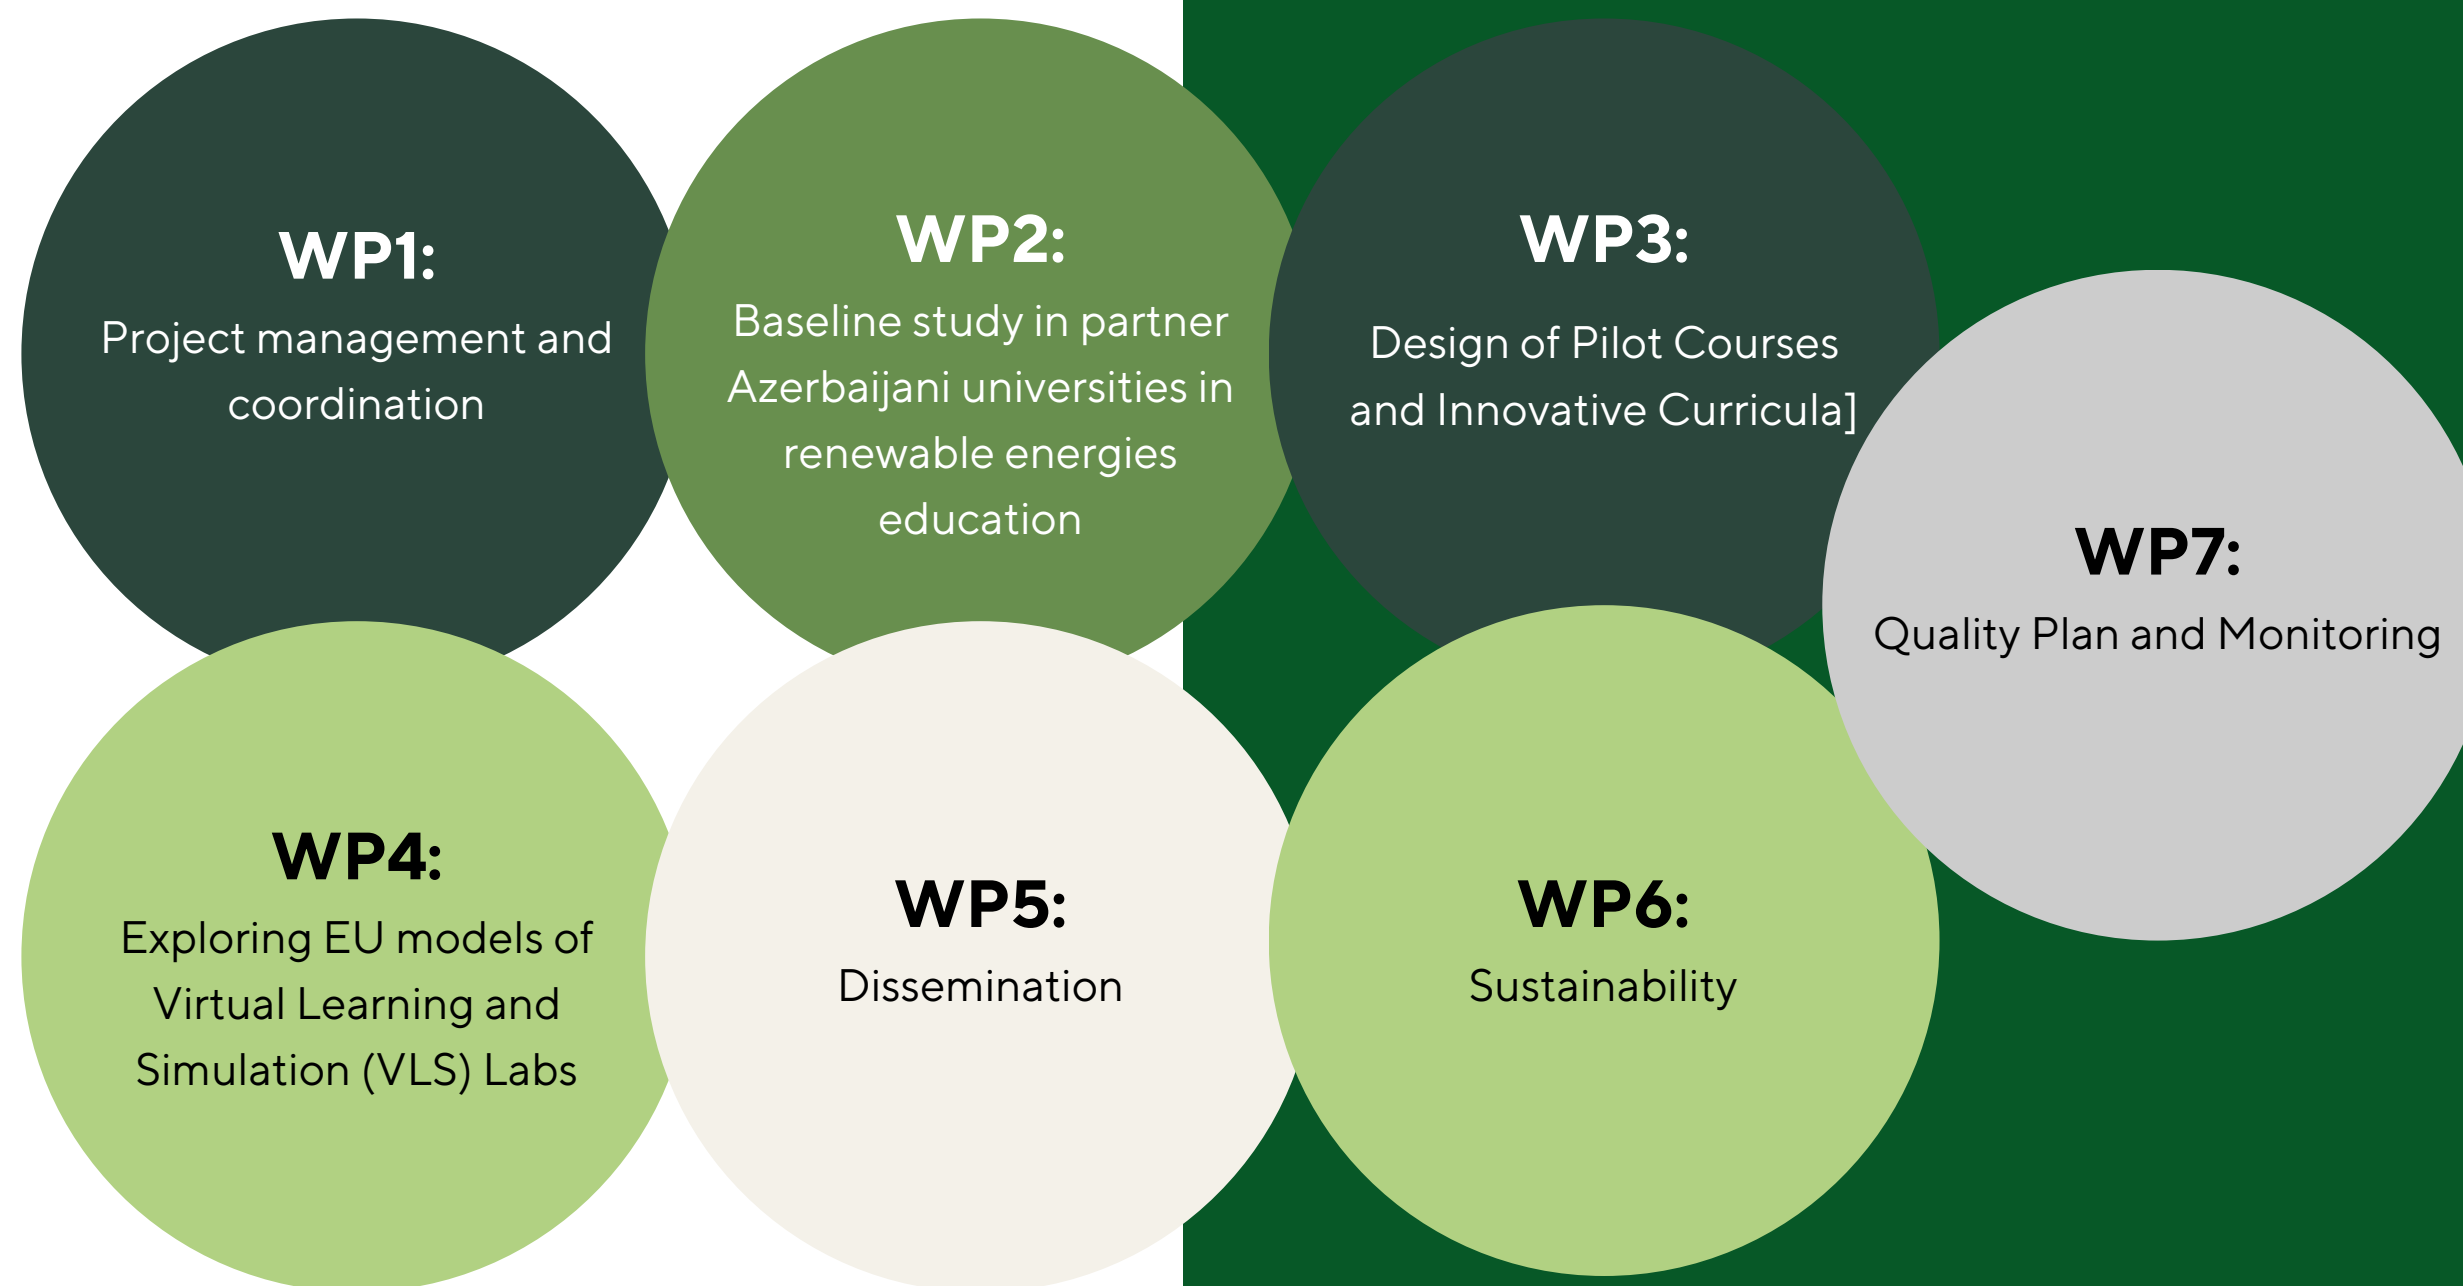 WP1:
Project management and
coordination
WP2:
Baseline study in partner
Azerbaijani universities in
renewable energies
education
WP3:
Design of Pilot Courses
and Innovative Curricula]
WP7:
Quality Plan and Monitoring
WP4:
Exploring EU models of
Virtual Learning and
Simulation (VLS) Labs
WP5:
Dissemination
WP6:
Sustainability